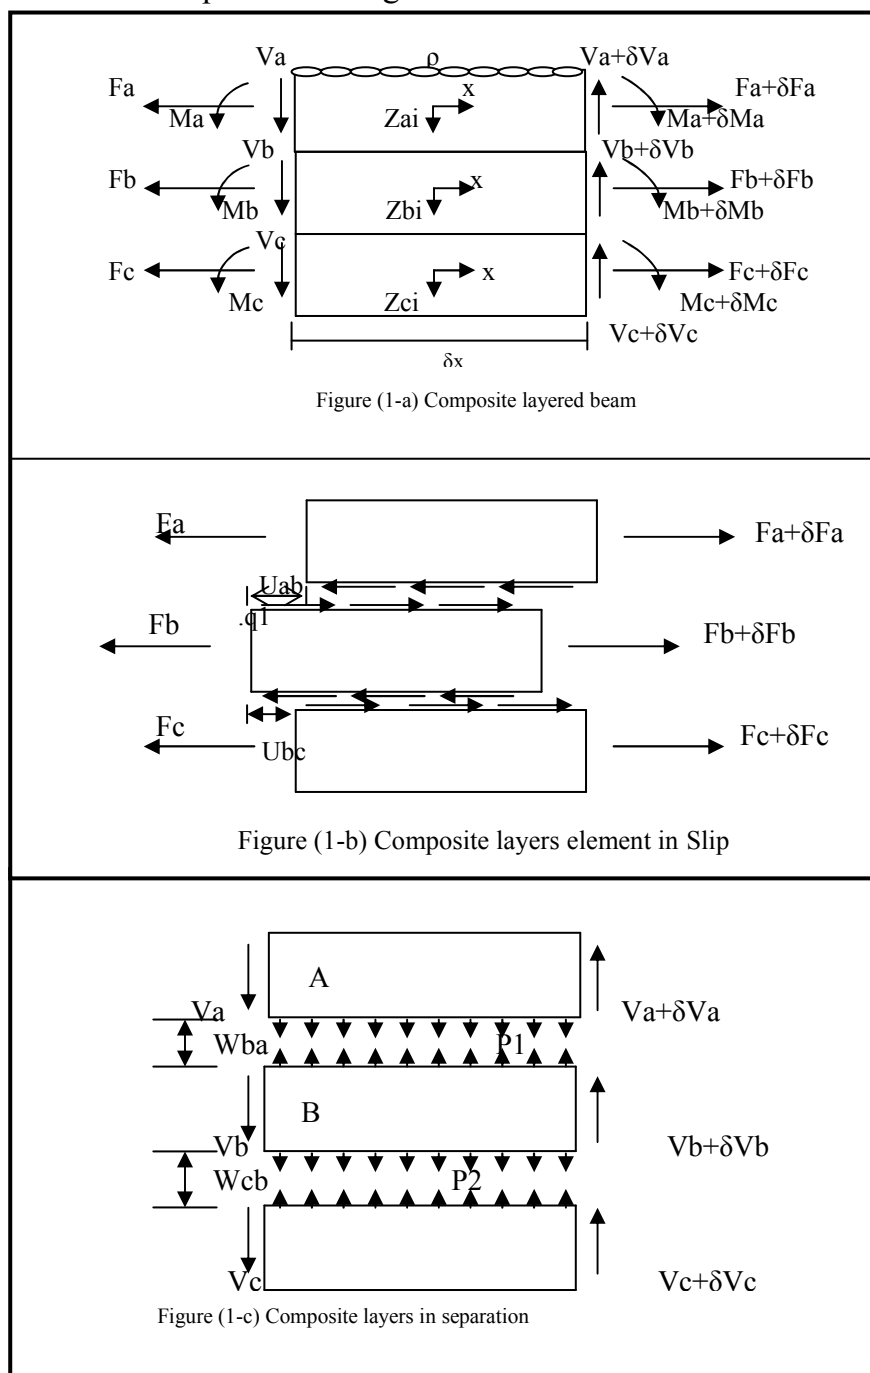 Va ρ Va+δVa
Fa x Fa+δFa
Ma Zai Ma+δMa
Vb Vb+δVb
Fb x Fb+δFb
Mb Zbi Mb+δMb
Vc
Fc x Fc+δFc
Mc Zci Mc+δMc
Vc+δVc
δx
Figure (1-a) Composite layered beam
Fa Fa+δFa
Uab
.q1
Fb Fb+δFb
Fc Fc+δFc
Ubc
Figure (1-b) Composite layers element in Slip
A
Va Va+δVa
Wba P1
B
Vb Vb+δVb
Wcb P2
Vc Vc+δVc
Figure (1-c) Composite layers in separation